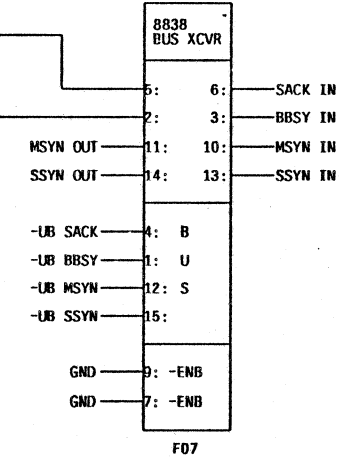 8838
BUS XCVR
5: 6: SACK IN
2: 3: BBSY IN
MSYN OUT 11: 10: MSYN IN
SSYN OUT 14: 13: SSYN IN
-UB SACK 4: B
-UB BBSY 1: U
-UB MSYN 12: S
-UB SSYN 15:
GND 9: -ENB
GND 7: -ENB
F07